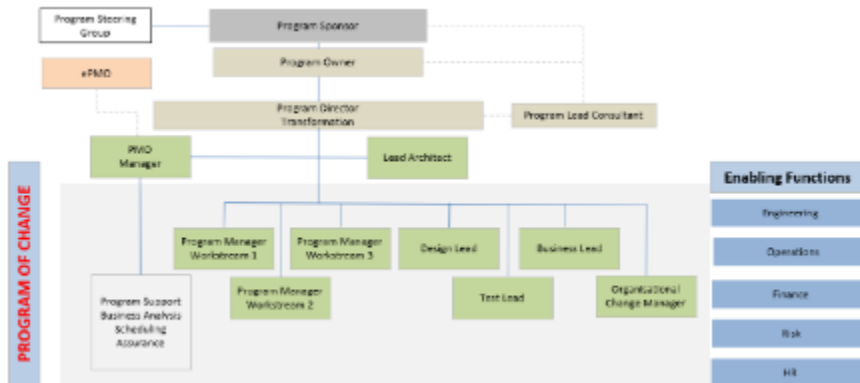 Program Steering
Group
Program Sponsor
Program Owner
ePMO
Program Director
Transformation
Program Lead Consultant
PMO
Manager
Lead Architect
PROGRAM OF CHANGE
Enabling Functions
Engineering
Operations
Finance
Risk
HR
Program Manager
Workstream 1
Program Manager
Workstream 3
Design Lead
Business Lead
Program Manager
Workstream 2
Test Lead
Organisational
Change Manager
Program Support
Business Analysis
Scheduling
Assurance